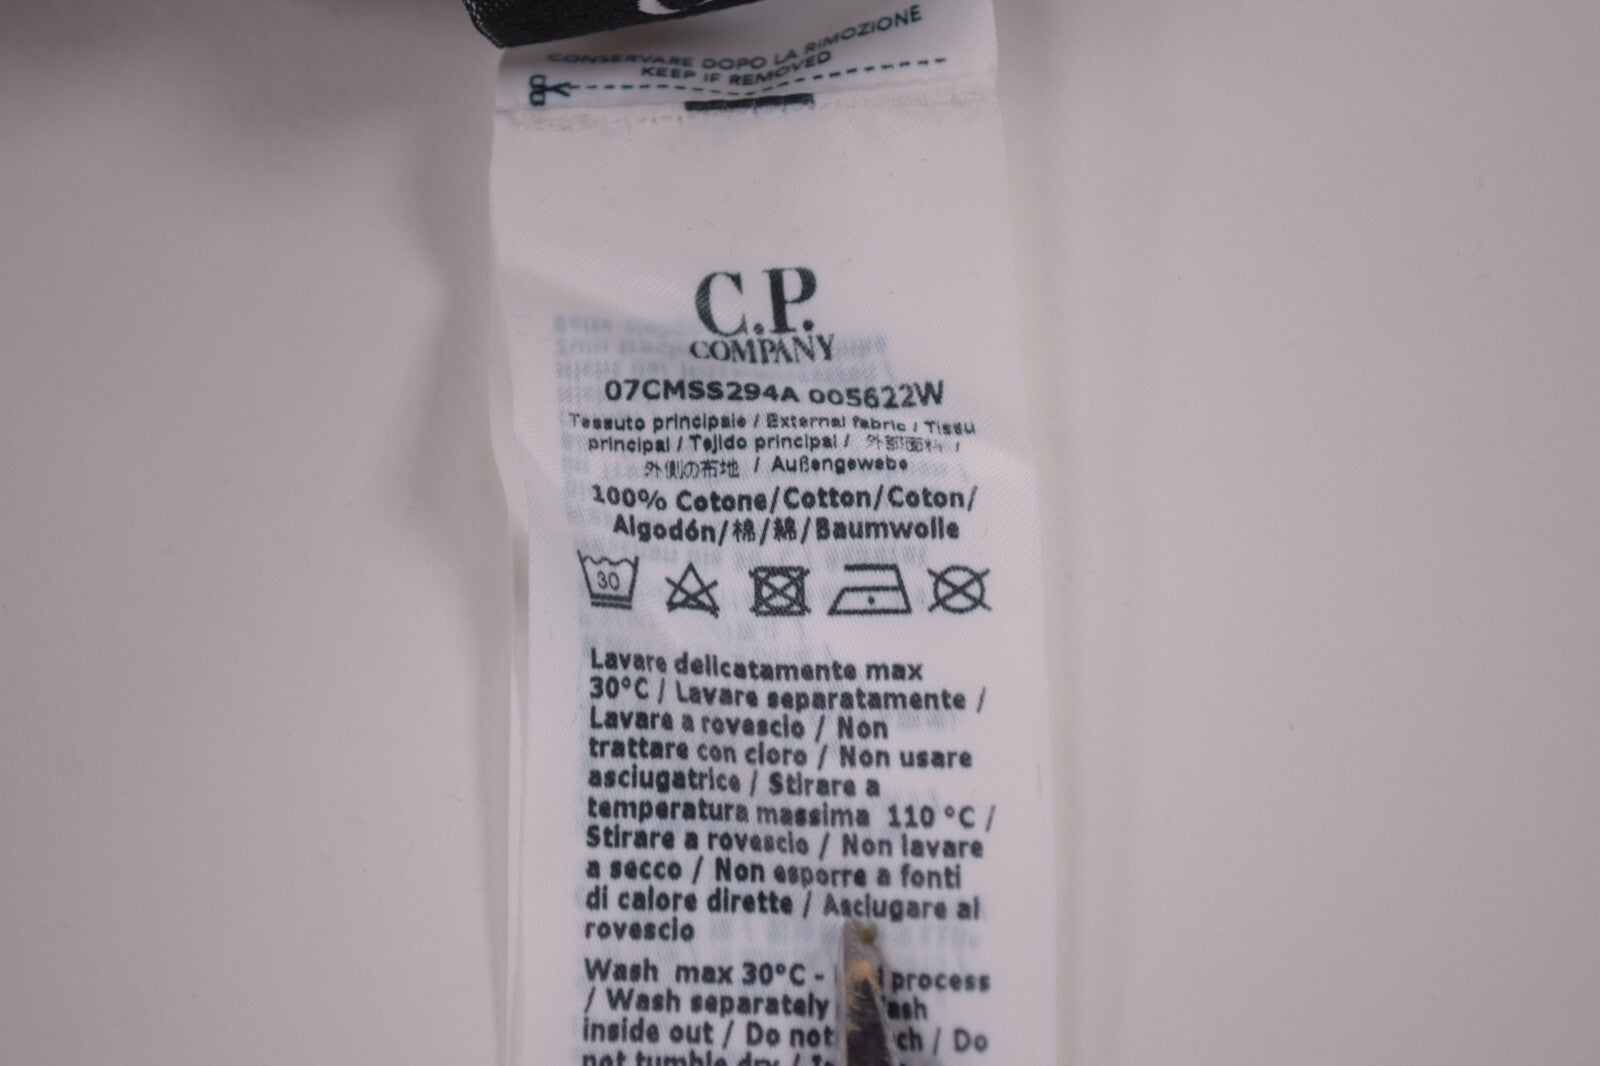 CONSERVARE DOPO LA RIMOZIONE
KEEP IF REMOVED
C.P.
COMPANY
07CMSS294A 005622W
Tessuto principale / External fabric / Tissu
principal / Tejido principal / 外部面料 /
外側の布地 / Außengewebe
100% Cotone/Cotton/Coton/
Algodón/棉/綿/Baumwolle
30
Lavare delicatamente max
30°C / Lavare separatamente /
Lavare a rovescio / Non
trattare con cloro / Non usare
asciugatrice / Stirare a
temperatura massima 110 °C /
Stirare a rovescio / Non lavare
a secco / Non esporre a fonti
di calore dirette / Asciugare al
rovescio
Wash max 30°C - process
/ Wash separately
inside out / Do not / Do
not tumble dry /